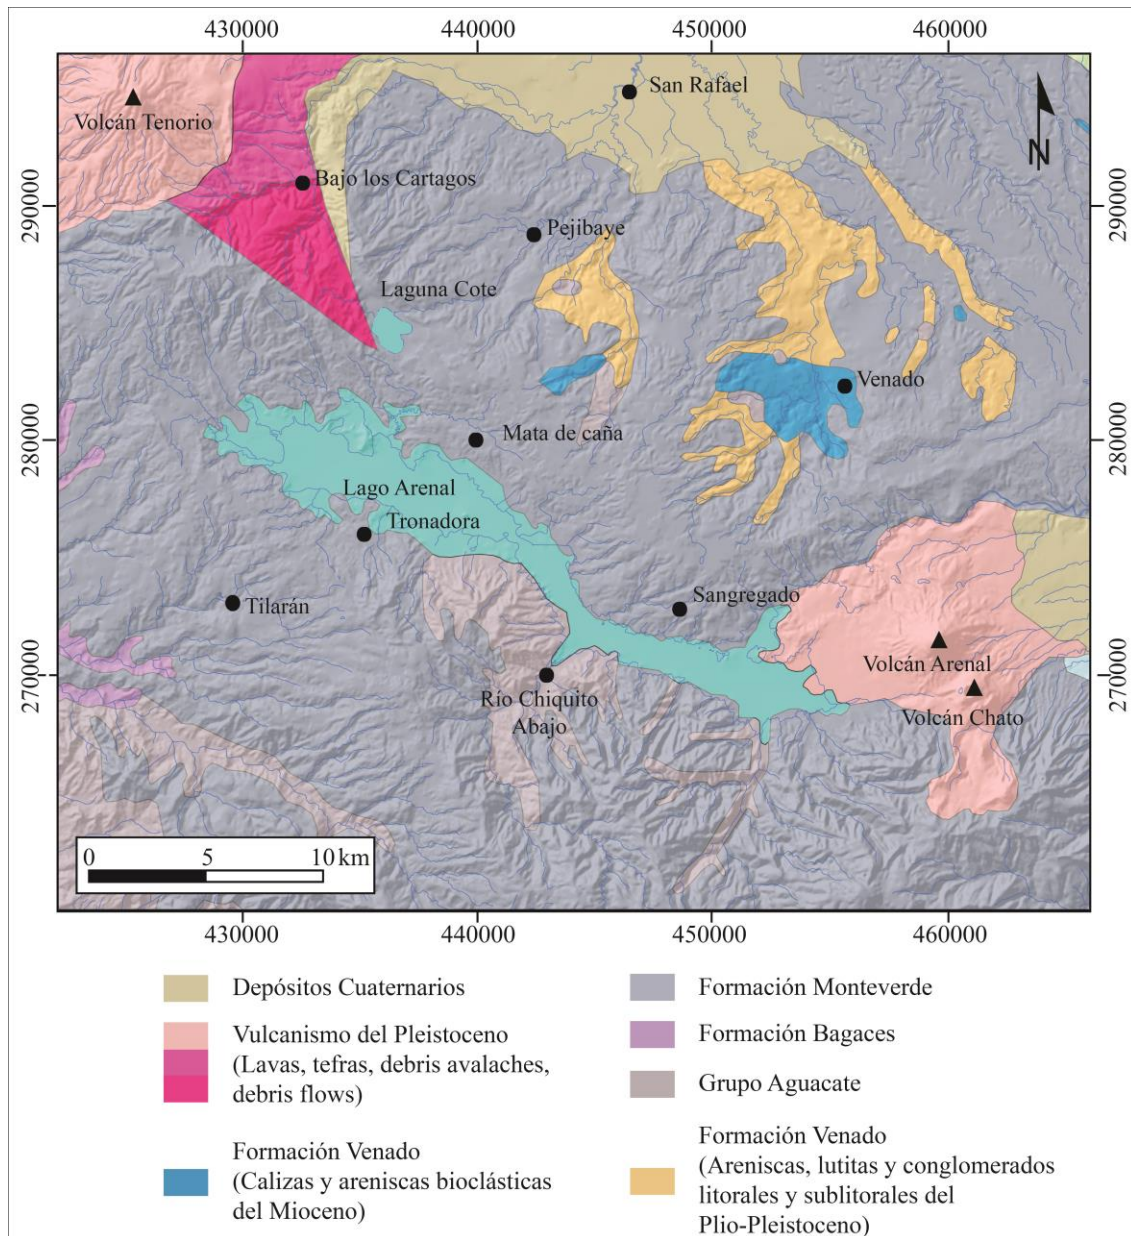 430000
440000
450000
460000
N
290000
280000
270000
290000
280000
270000
San Rafael
Volcán Tenorio
Bajo los Cartagos
Pejibaye
Laguna Cote
Venado
Mata de caña
Lago Arenal
Tronadora
Sangregado
Tilarán
Volcán Arenal
Río Chiquito
Abajo
Volcán Chato
0
5
10 km
430000
440000
450000
460000
Depósitos Cuaternarios
Vulcanismo del Pleistoceno
(Lavas, tefras, debris avalaches,
debris flows)
Formación Venado
(Calizas y areniscas bioclásticas
del Mioceno)
Formación Monteverde
Formación Bagaces
Grupo Aguacate
Formación Venado
(Areniscas, lutitas y conglomerados
litorales y sublitorales del
Plio-Pleistoceno)